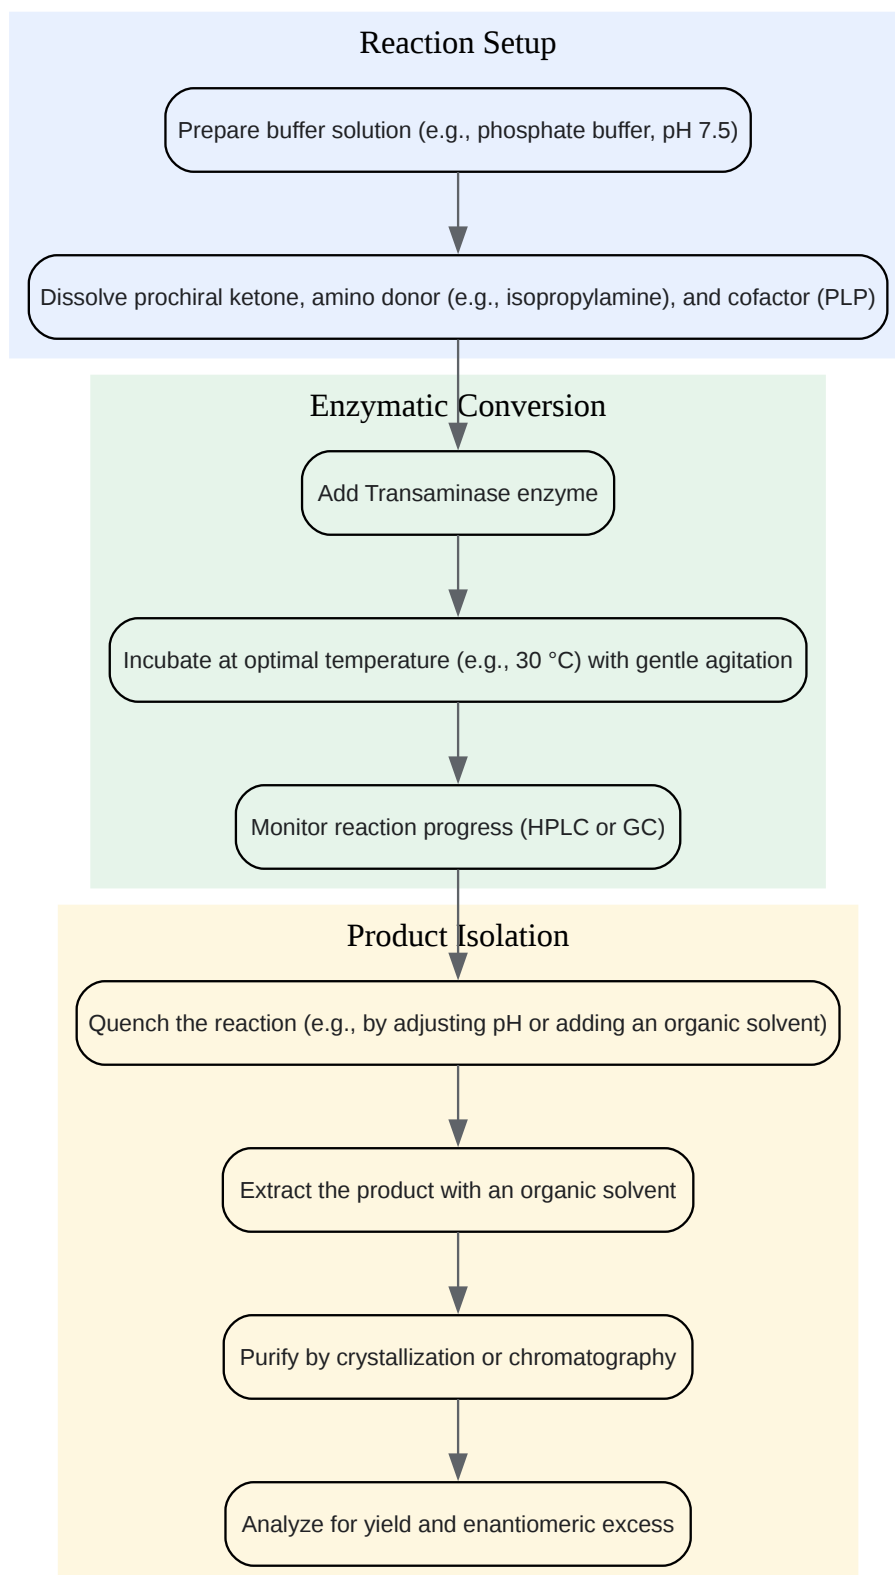 Reaction Setup
Prepare buffer solution (e.g., phosphate buffer, pH 7.5)
Dissolve prochiral ketone, amino donor (e.g., isopropylamine), and cofactor (PLP)
Enzymatic Conversion
Add Transaminase enzyme
Incubate at optimal temperature (e.g., 30 °C) with gentle agitation
Monitor reaction progress (HPLC or GC)
Product Isolation
Quench the reaction (e.g., by adjusting pH or adding an organic solvent)
Extract the product with an organic solvent
Purify by crystallization or chromatography
Analyze for yield and enantiomeric excess